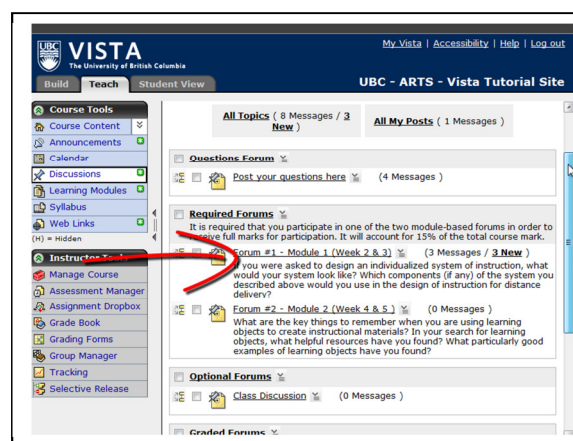 UBC
VISTA
The University of British Columbia
My Vista | Accessibility | Help | Log out
Build Teach Student View
UBC - ARTS - Vista Tutorial Site
Course Tools
Course Content
Announcements
Calendar
Discussions
Learning Modules
Syllabus
Web Links
(H) = Hidden
Instructor Tools
Manage Course
Assessment Manager
Assignment Dropbox
Grade Book
Grading Forms
Group Manager
Tracking
Selective Release
All Topics ( 8 Messages / 3
New )
All My Posts ( 1 Messages )
Questions Forum
Post your questions here (4 Messages )
Required Forums
It is required that you participate in one of the two module-based forums in order to
receive full marks for participation. It will account for 15% of the total course mark.
Forum #1 - Module 1 (Week 2 & 3) (3 Messages / 3 New )
If you were asked to design an individualized system of instruction, what
would your system look like? Which components (if any) of the system you
described above would you use in the design of instruction for distance
delivery?
Forum #2 - Module 2 (Week 4 & 5 ) (0 Messages )
What are the key things to remember when you are using learning
objects to create instructional materials? In your search for learning
objects, what helpful resources have you found? What particularly good
examples of learning objects have you found?
Optional Forums
Class Discussion (0 Messages )
Graded Forums